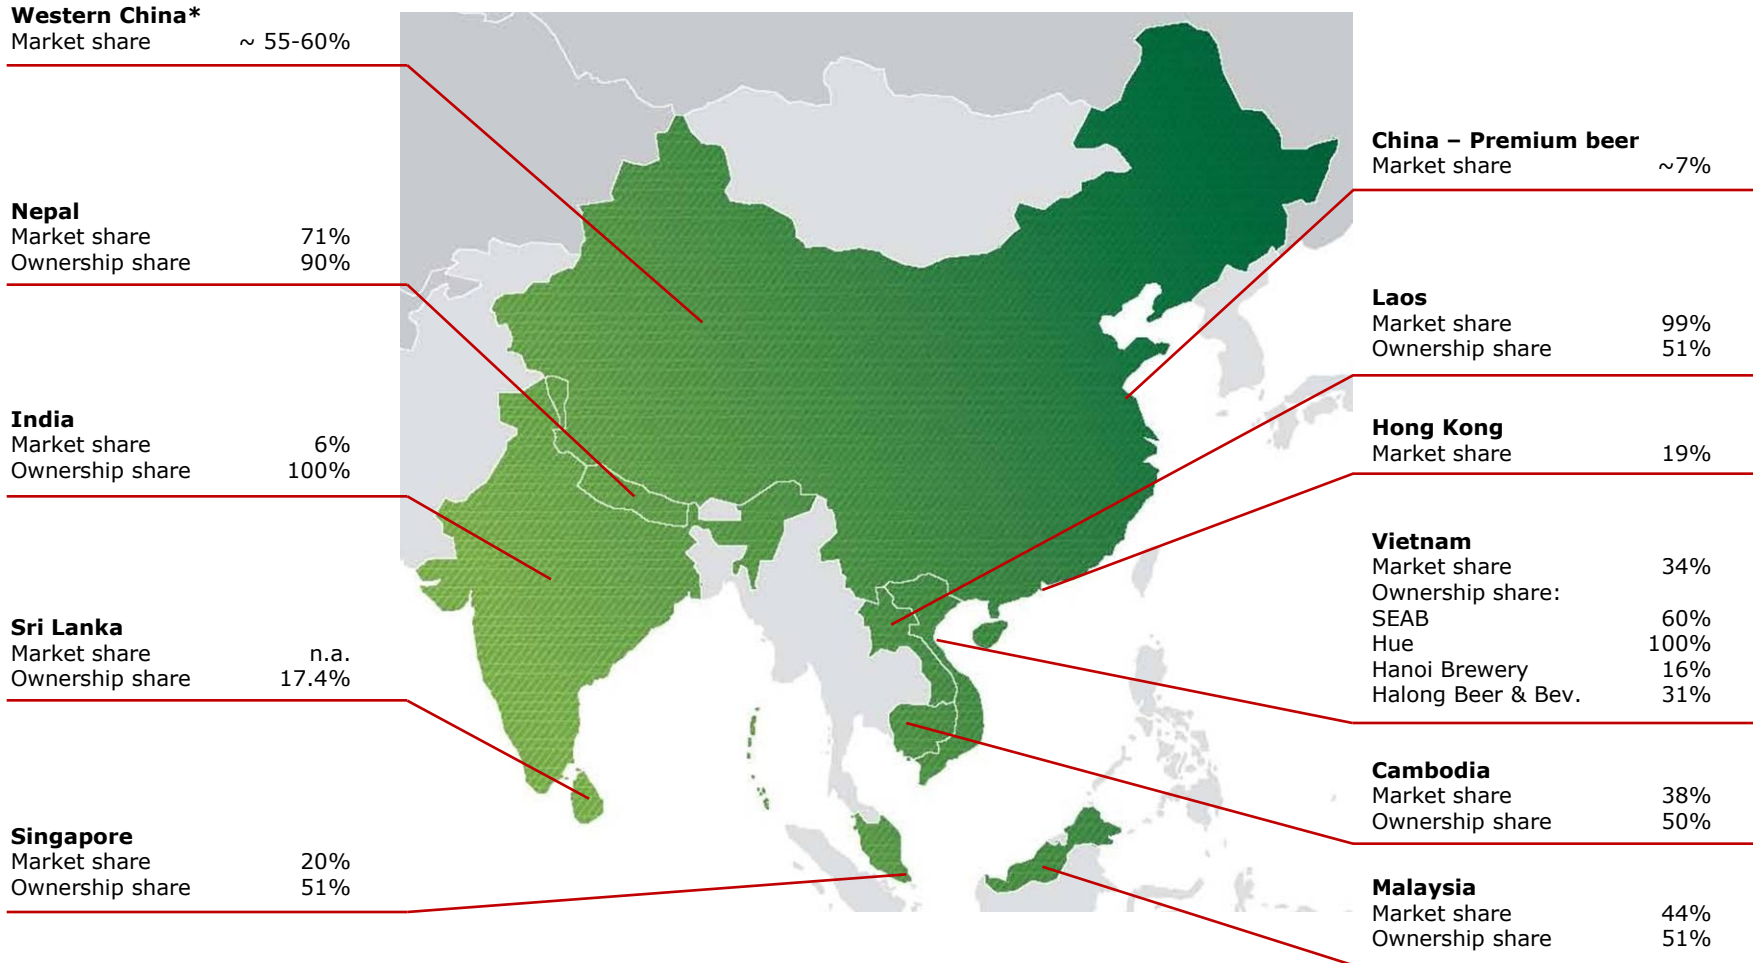 Western China*
Market share ~ 55-60%
Nepal
Market share 71%
Ownership share 90%
India
Market share 6%
Ownership share 100%
Sri Lanka
Market share n.a.
Ownership share 17.4%
Singapore
Market share 20%
Ownership share 51%
China – Premium beer
Market share ~7%
Laos
Market share 99%
Ownership share 51%
Hong Kong
Market share 19%
Vietnam
Market share 34%
Ownership share:
SEAB 60%
Hue 100%
Hanoi Brewery 16%
Halong Beer & Bev. 31%
Cambodia
Market share 38%
Ownership share 50%
Malaysia
Market share 44%
Ownership share 51%